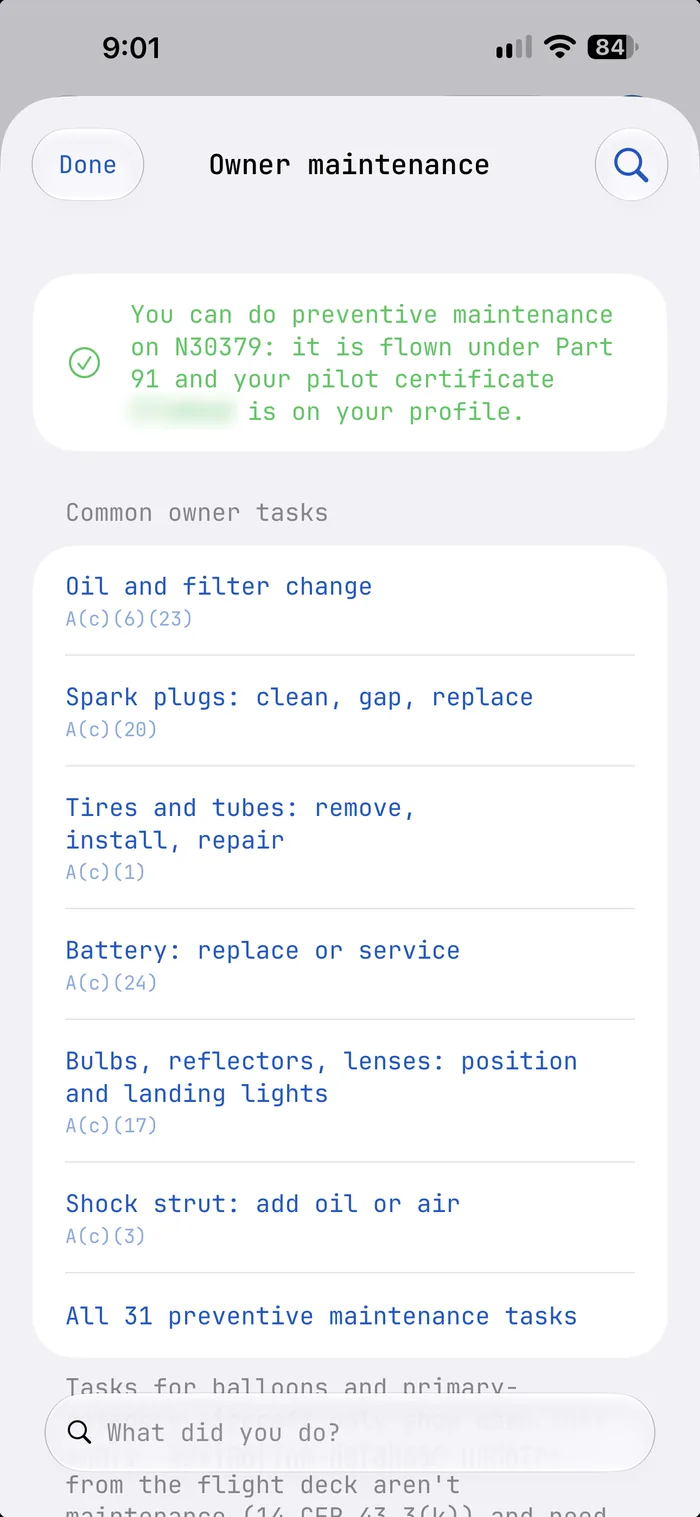 9:01
84
Done
Owner maintenance
You can do preventive maintenance
on N30379: it is flown under Part
91 and your pilot certificate
is on your profile.
Common owner tasks
Oil and filter change
A(c)(6)(23)
Spark plugs: clean, gap, replace
A(c)(20)
Tires and tubes: remove,
install, repair
A(c)(1)
Battery: replace or service
A(c)(24)
Bulbs, reflectors, lenses: position
and landing lights
A(c)(17)
Shock strut: add oil or air
A(c)(3)
All 31 preventive maintenance tasks
Tasks for balloons and primary-
What did you do?
from the flight deck aren't
maintenance (14 CFR 43.3(k)) and need